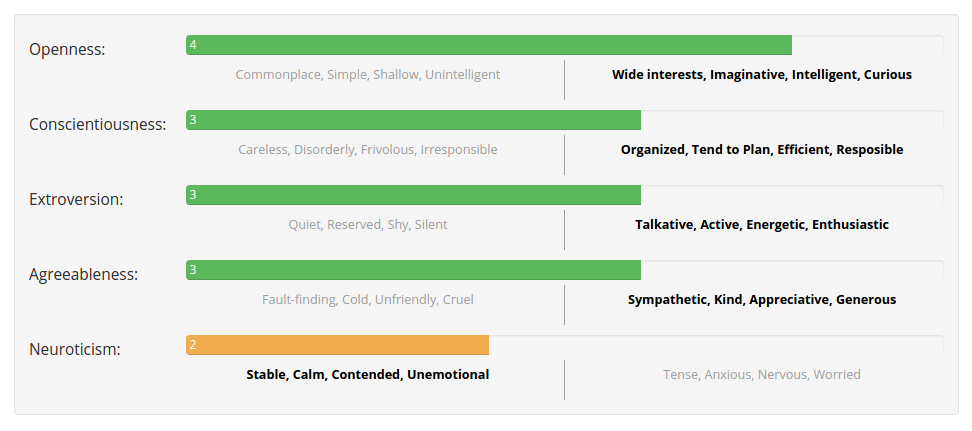 Openness:
4
Commonplace, Simple, Shallow, Unintelligent
Wide interests, Imaginative, Intelligent, Curious
Conscientiousness:
3
Careless, Disorderly, Frivolous, Irresponsible
Organized, Tend to Plan, Efficient, Resposible
Extroversion:
3
Quiet, Reserved, Shy, Silent
Talkative, Active, Energetic, Enthusiastic
Agreeableness:
3
Fault-finding, Cold, Unfriendly, Cruel
Sympathetic, Kind, Appreciative, Generous
Neuroticism:
2
Stable, Calm, Contended, Unemotional
Tense, Anxious, Nervous, Worried